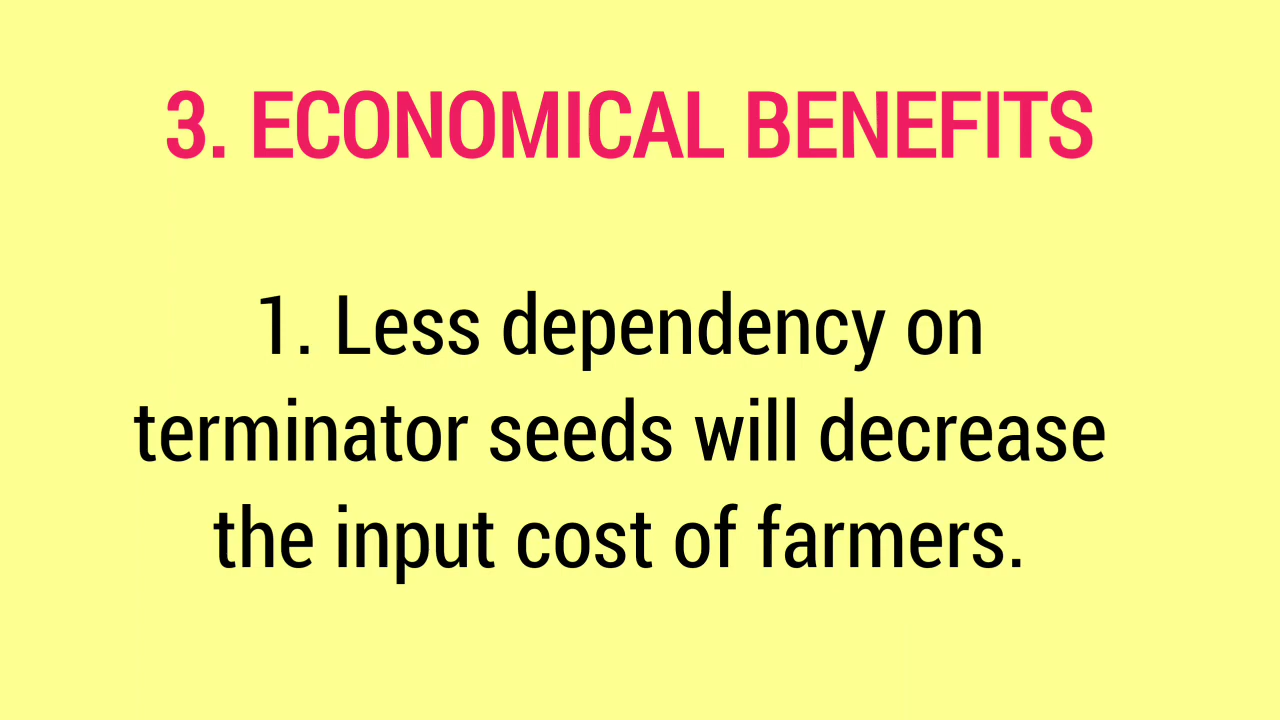 3. ECONOMICAL BENEFITS
1. Less dependency on
terminator seeds will decrease
the input cost of farmers.